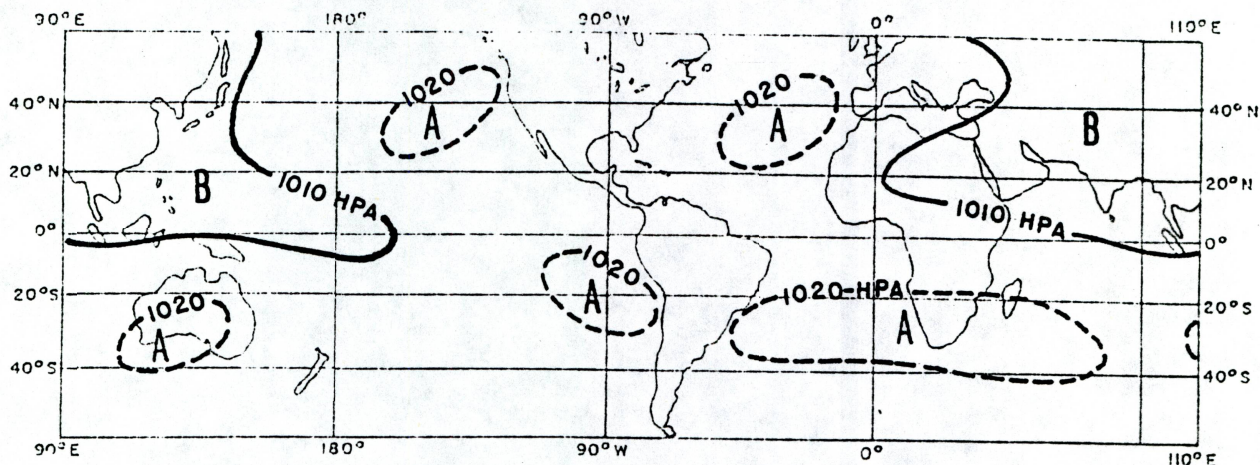 90°E 180° 90°W 0° 110°E
1020 1020
40°N A A B 40°N
20°N B 1010 HPA 20°N
1010 HPA
0° 0°
1020
20°S 1020 A 1020-HPA 20°S
A A
40°S 40°S
90°E 180° 90°W 0° 110°E